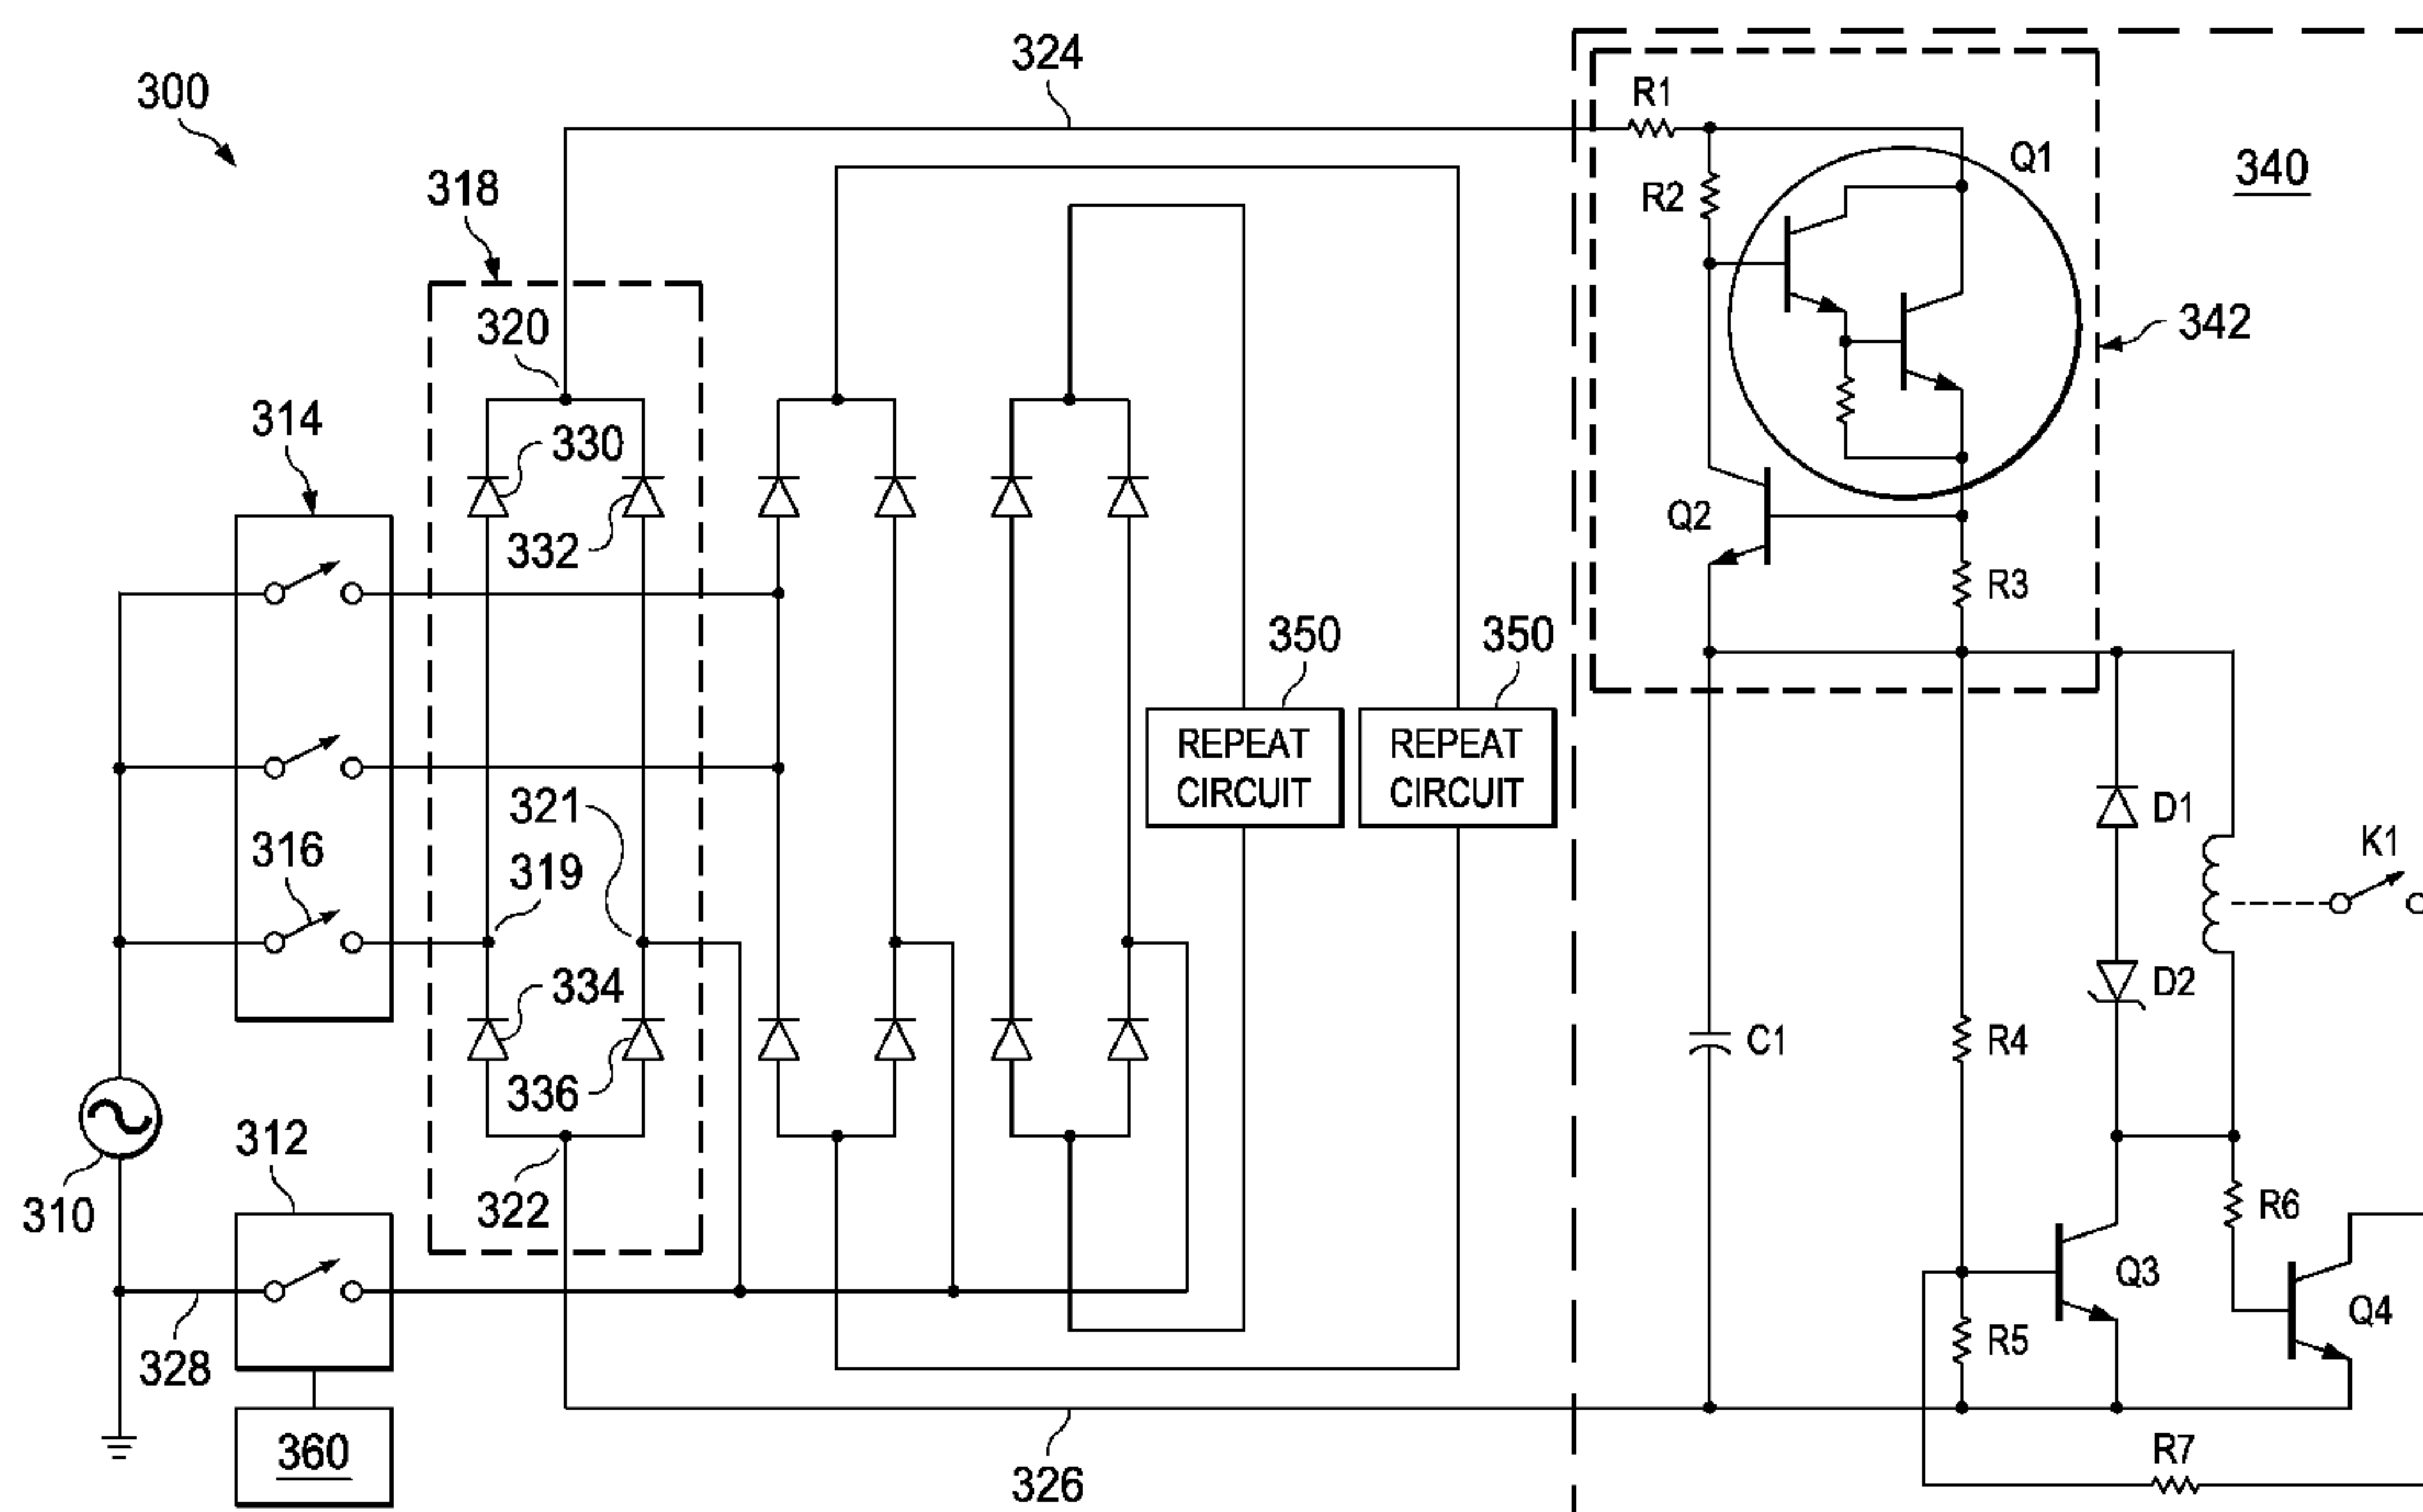 324
300
R1
Q1
340
318
R2
320
342
314
330
332
Q2
R3
350
350
REPEAT
CIRCUIT
REPEAT
CIRCUIT
321
D1
316
319
K1
334
D2
C1
R4
336
312
322
310
R6
Q3
Q4
R5
328
360
326
R7